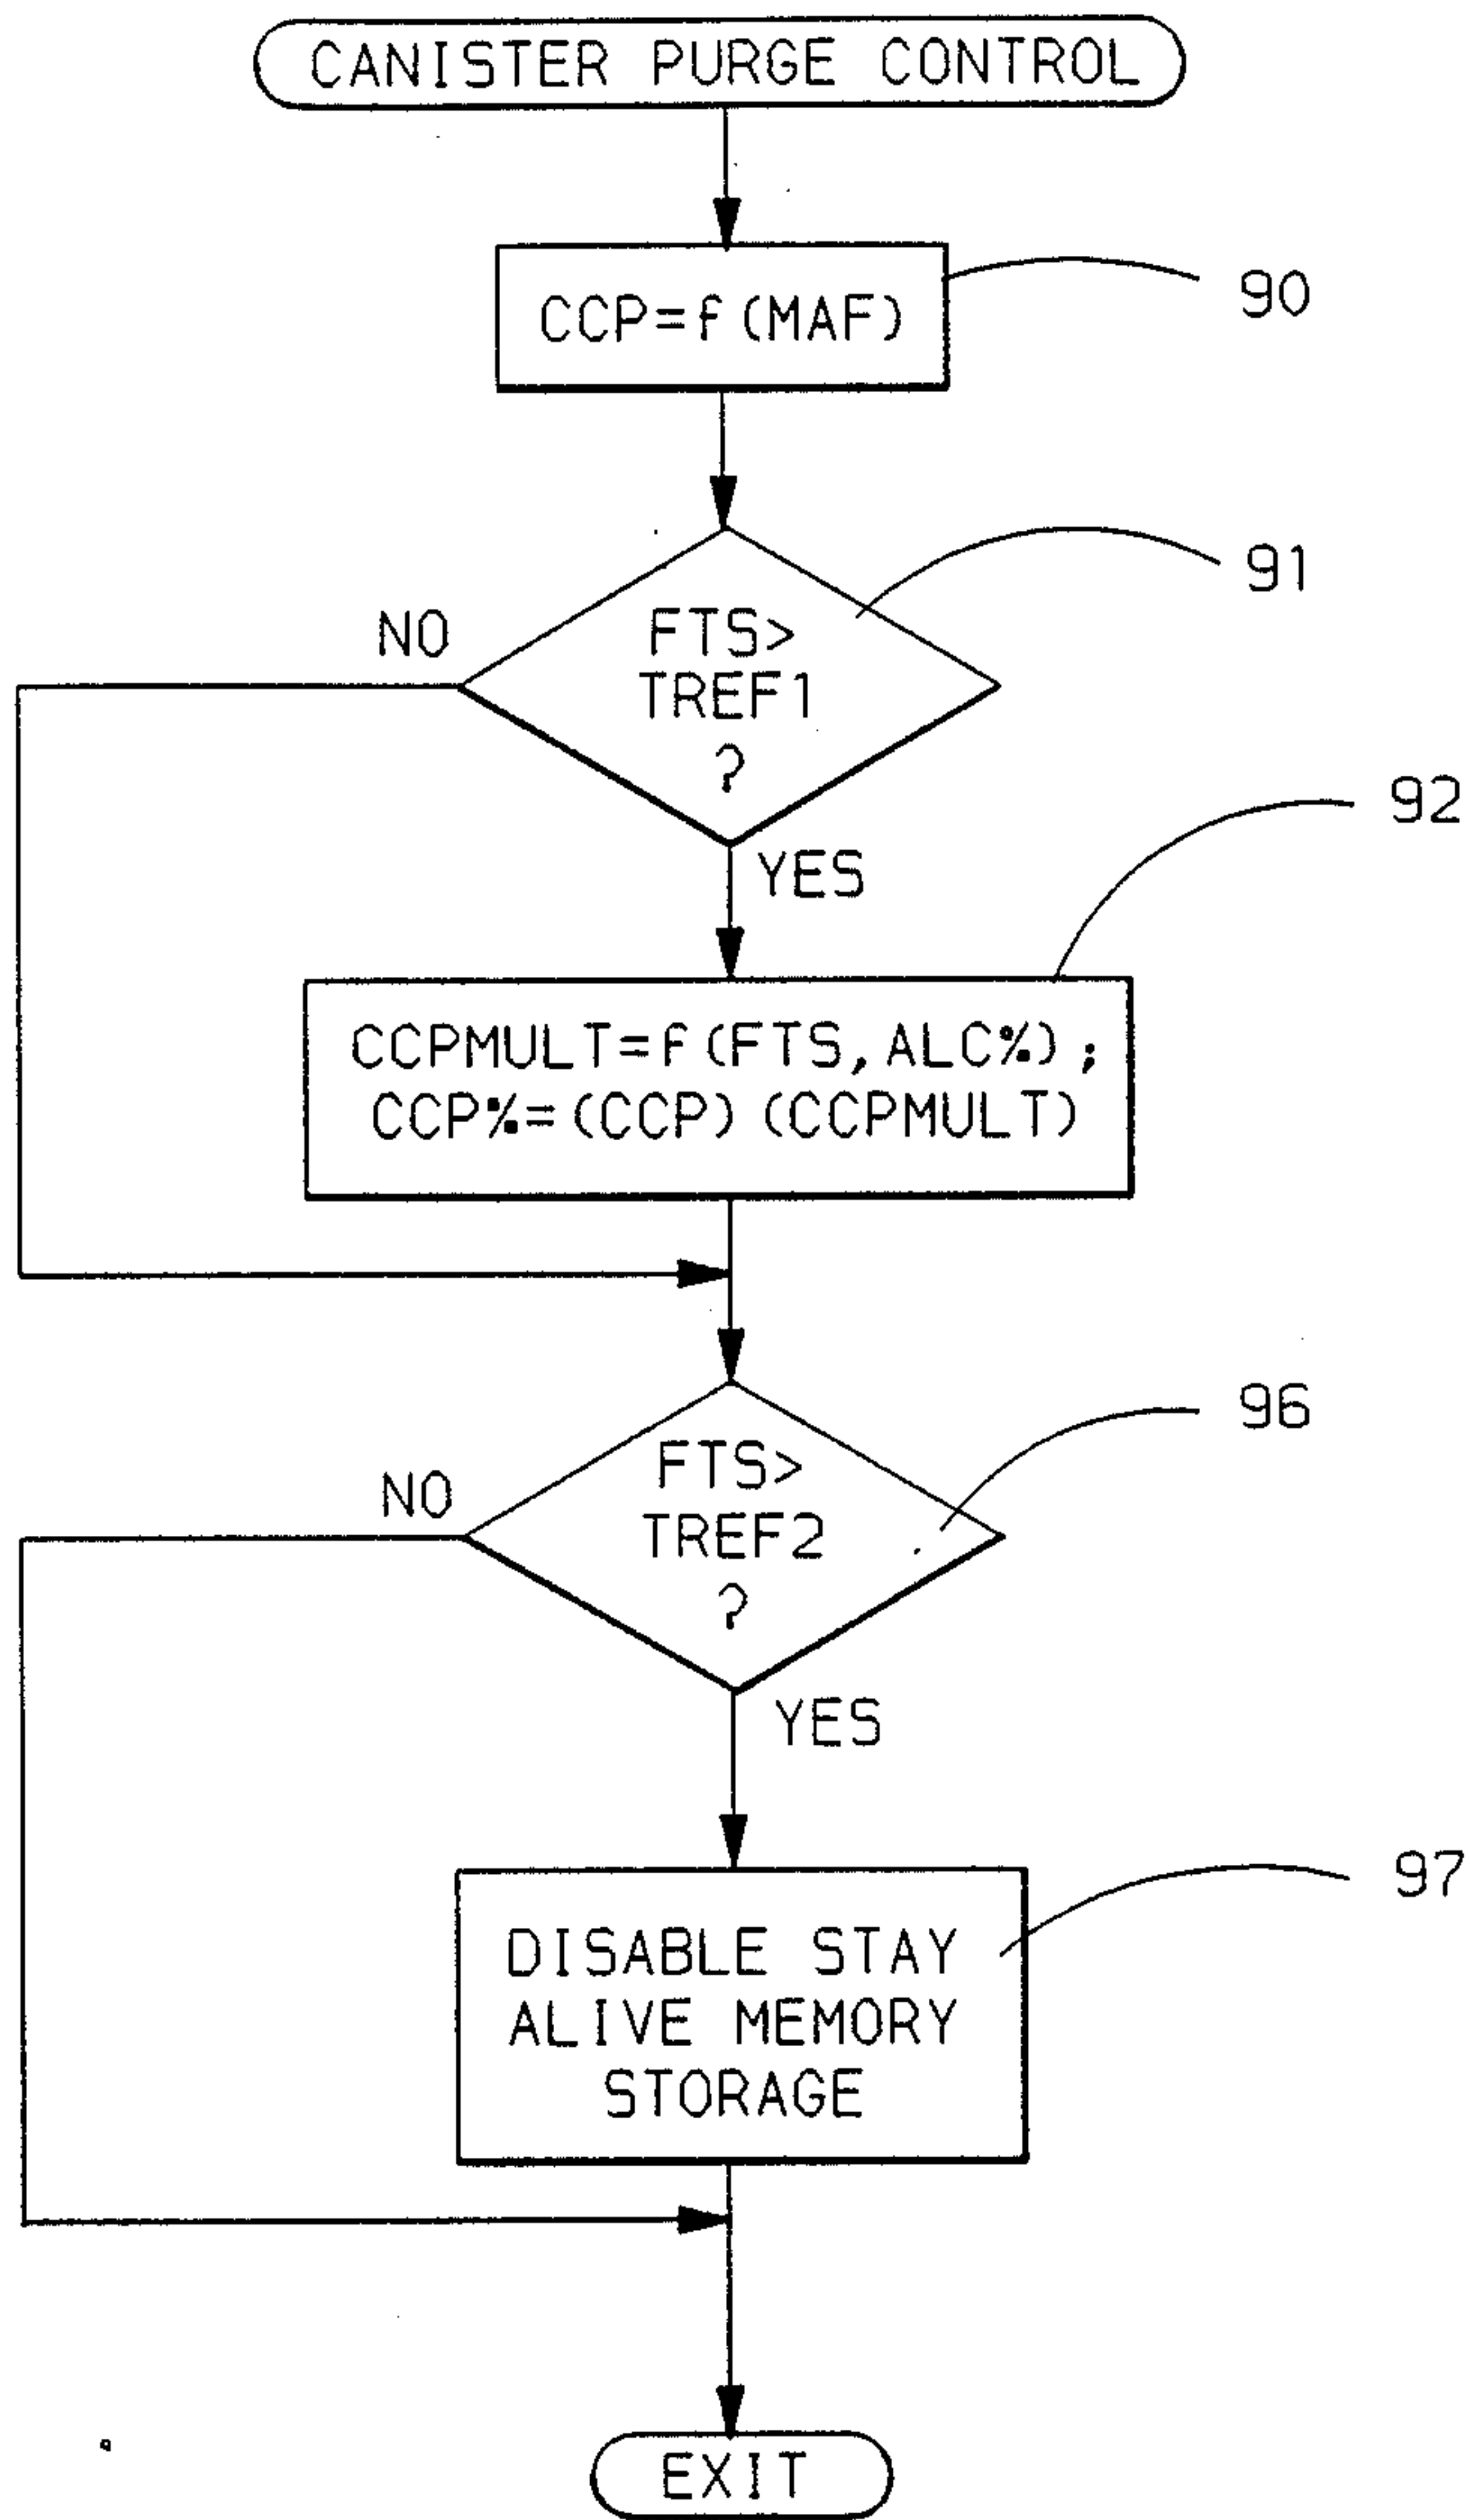 CANISTER PURGE CONTROL
CCP=f(MAF)
90
FTS>
TREF1
?
91
NO
YES
92
CCPMULT=f(FTS,ALC%);
CCP%=(CCP)(CCPMULT)
FTS>
TREF2
?
96
NO
YES
97
DISABLE STAY
ALIVE MEMORY
STORAGE
EXIT